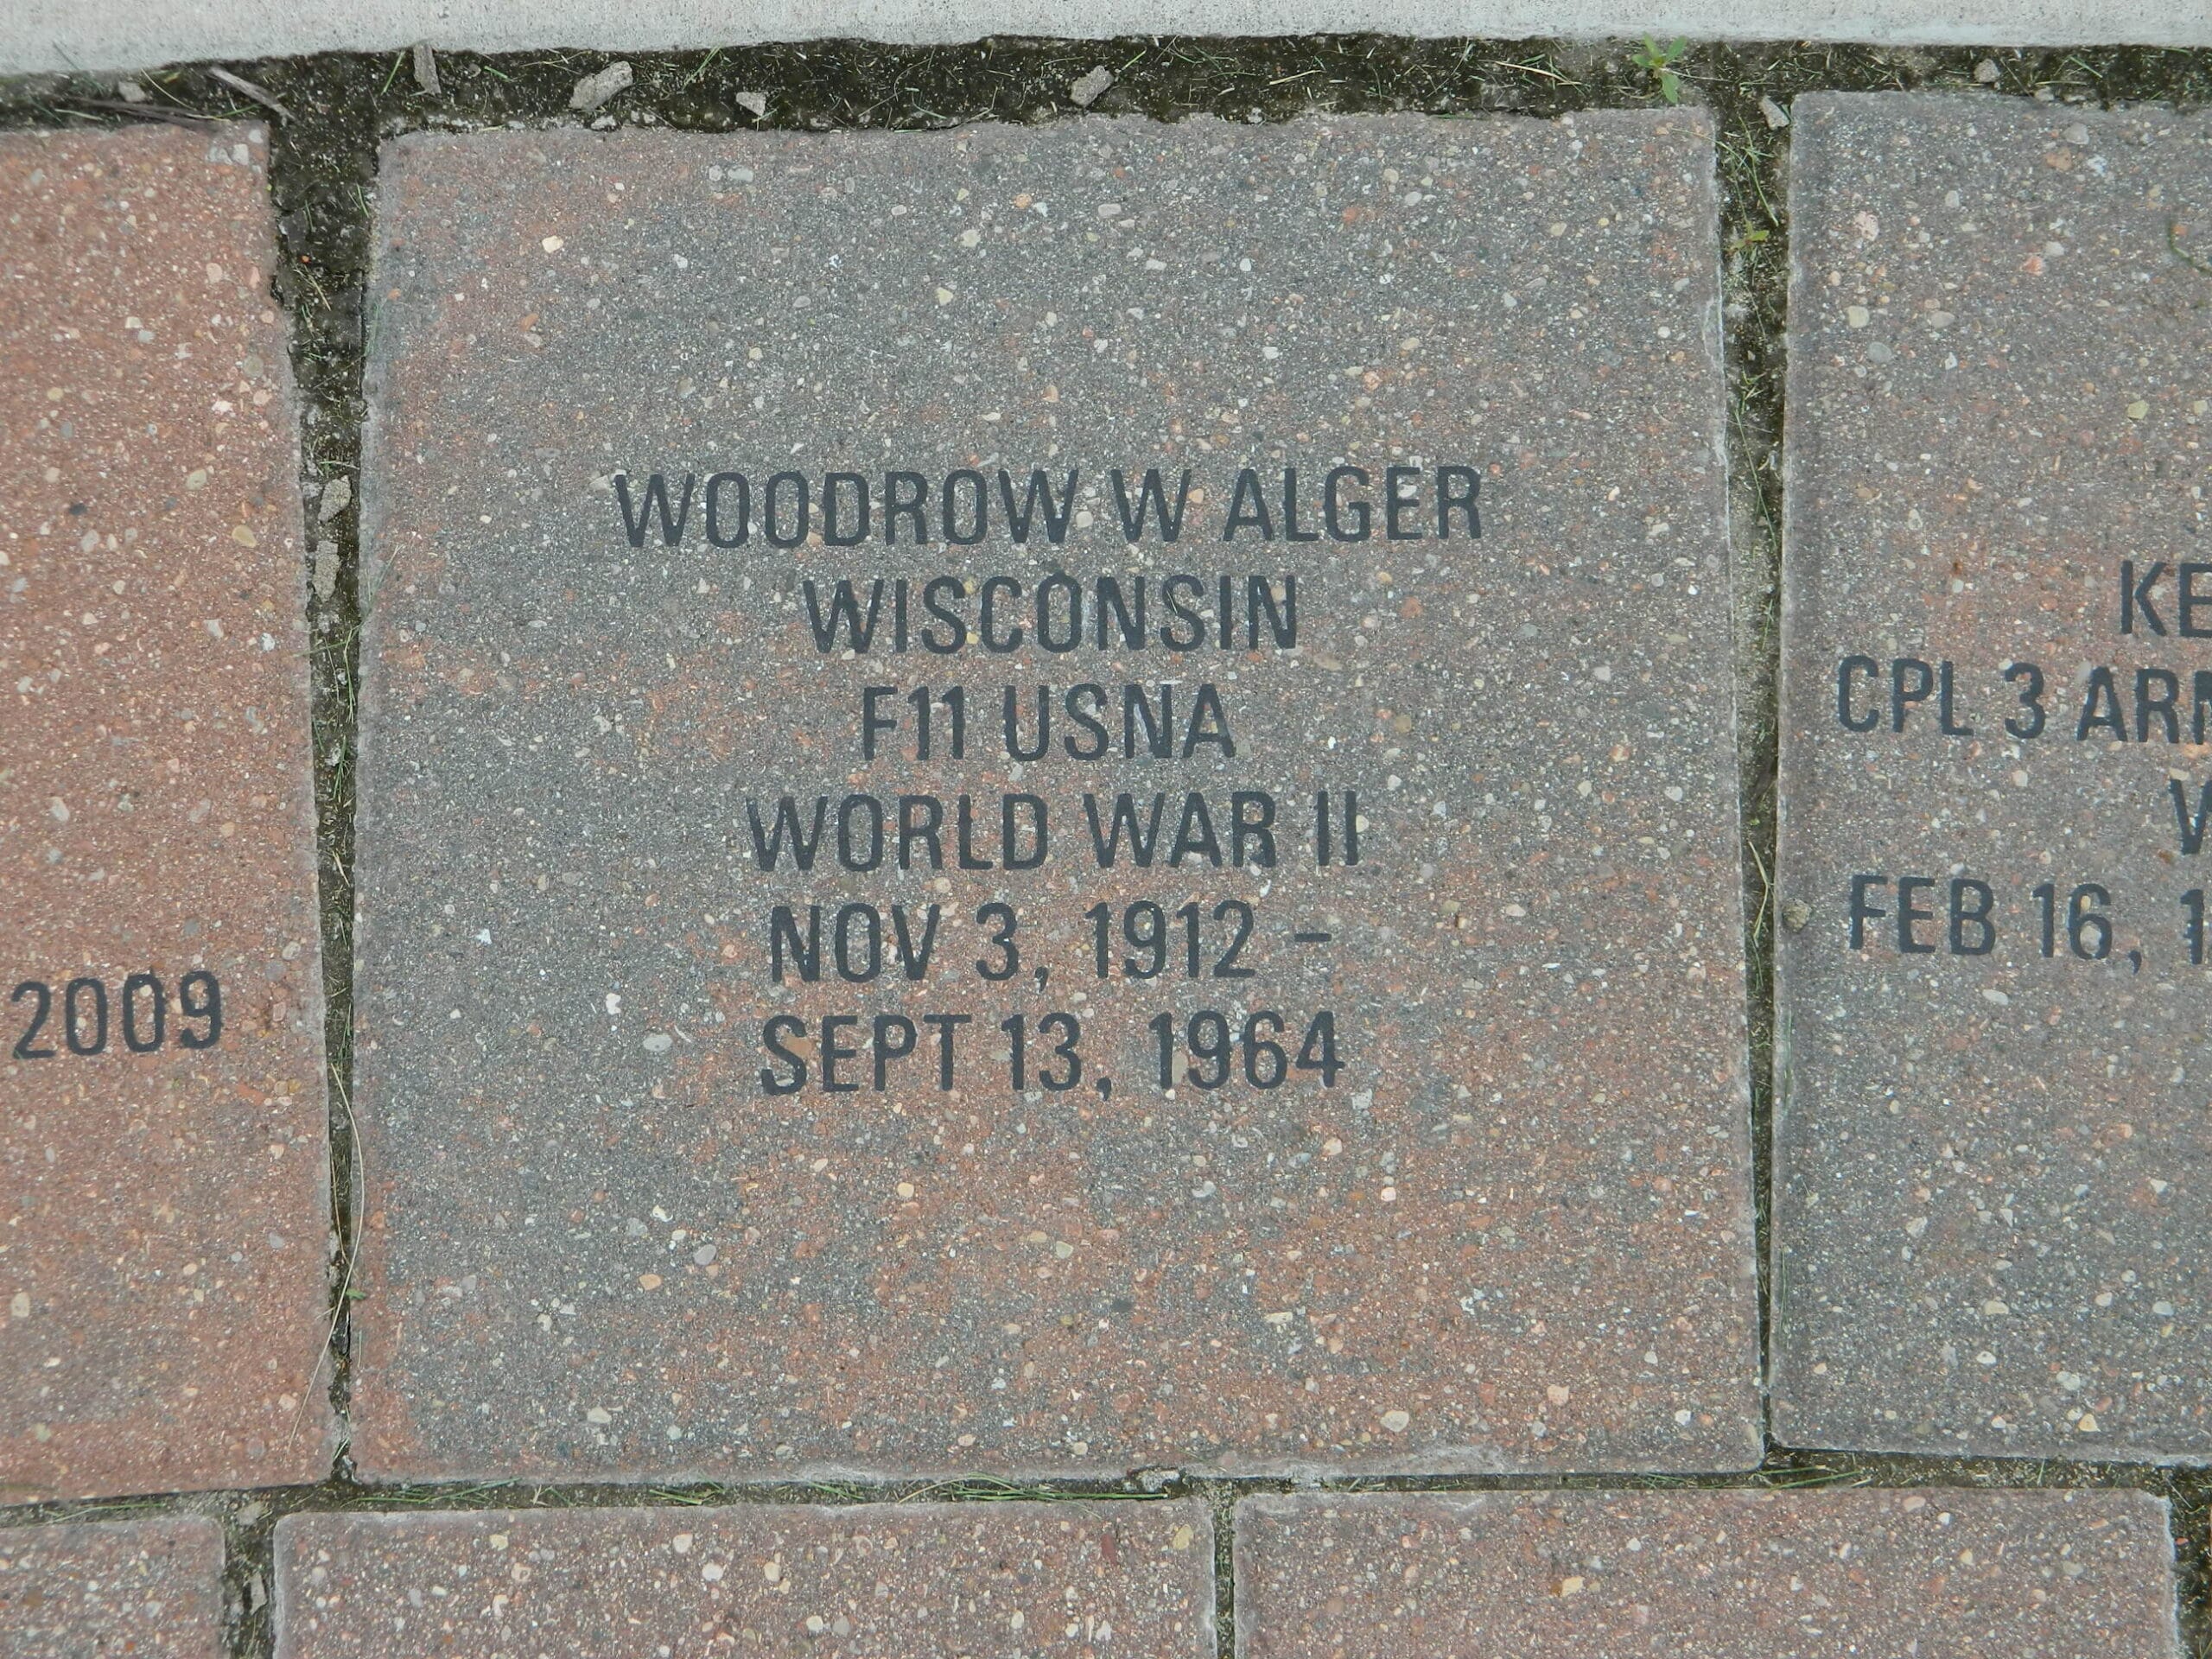 WOODROW W ALGER
WISCONSIN
F11 USNA
WORLD WAR II
NOV 3, 1912 -
SEPT 13, 1964
2009
CPL 3
FEB 16,